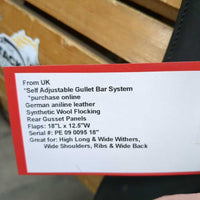 From UK
*Self Adjustable Gullet Bar System
*purchase online
German aniline leather
Synthetic Wool Flocking
Rear Gusset Panels
Flaps: 18"L x 12.5"W
Serial #: PE 09 0095 18"
Great for: High Long & Wide Withers,
Wide Shoulders, Ribs & Wide Back